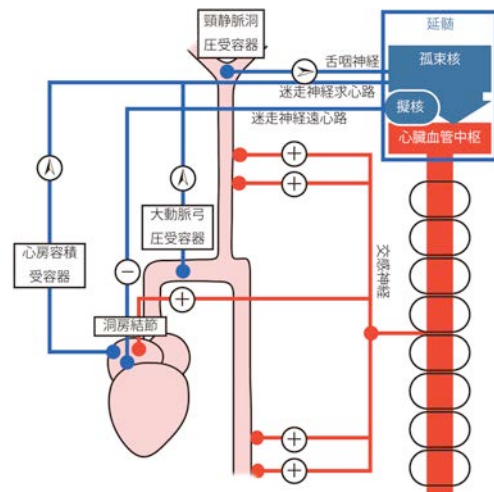 頸静脈洞
圧受容器
延髄
舌咽神経
孤束核
迷走神経求心路
擬核
迷走神経遠心路
心臓血管中枢
＋
＋
大動脈弓
圧受容器
心房容積
受容器
交感神経
−
＋
洞房結節
＋
＋